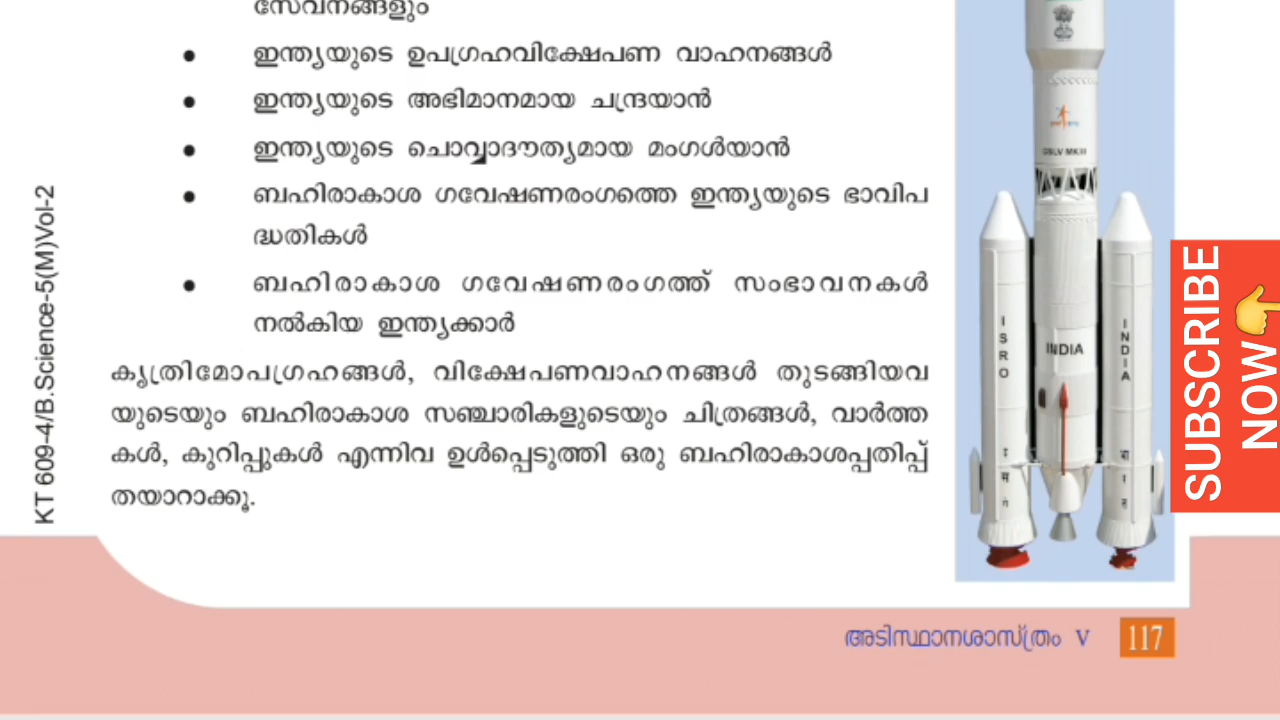 സേവനങ്ങളും
● ഇന്ത്യയുടെ ഉപഗ്രഹവിക്ഷേപണ വാഹനങ്ങൾ
● ഇന്ത്യയുടെ അഭിമാനമായ ചന്ദ്രയാൻ
● ഇന്ത്യയുടെ ചൊവ്വാദൗത്യമായ മംഗൾയാൻ
● ബഹിരാകാശ ഗവേഷണരംഗത്തെ ഇന്ത്യയുടെ ഭാവിപ
ദ്ധതികൾ
● ബഹിരാകാശ ഗവേഷണരംഗത്ത് സംഭാവനകൾ
നൽകിയ ഇന്ത്യക്കാർ
കൃത്രിമോപഗ്രഹങ്ങൾ, വിക്ഷേപണവാഹനങ്ങൾ തുടങ്ങിയവ
യുടെയും ബഹിരാകാശ സഞ്ചാരികളുടെയും ചിത്രങ്ങൾ, വാർത്ത
കൾ, കുറിപ്പുകൾ എന്നിവ ഉൾപ്പെടുത്തി ഒരു ബഹിരാകാശപ്പതിപ്പ്
തയാറാക്കൂ.
KT 609-4/B.Science-5(M)Vol-2
GSLV MK III
ISRO
INDIA
INDIA
SUBSCRIBE
NOW
അടിസ്ഥാനശാസ്ത്രം V
117